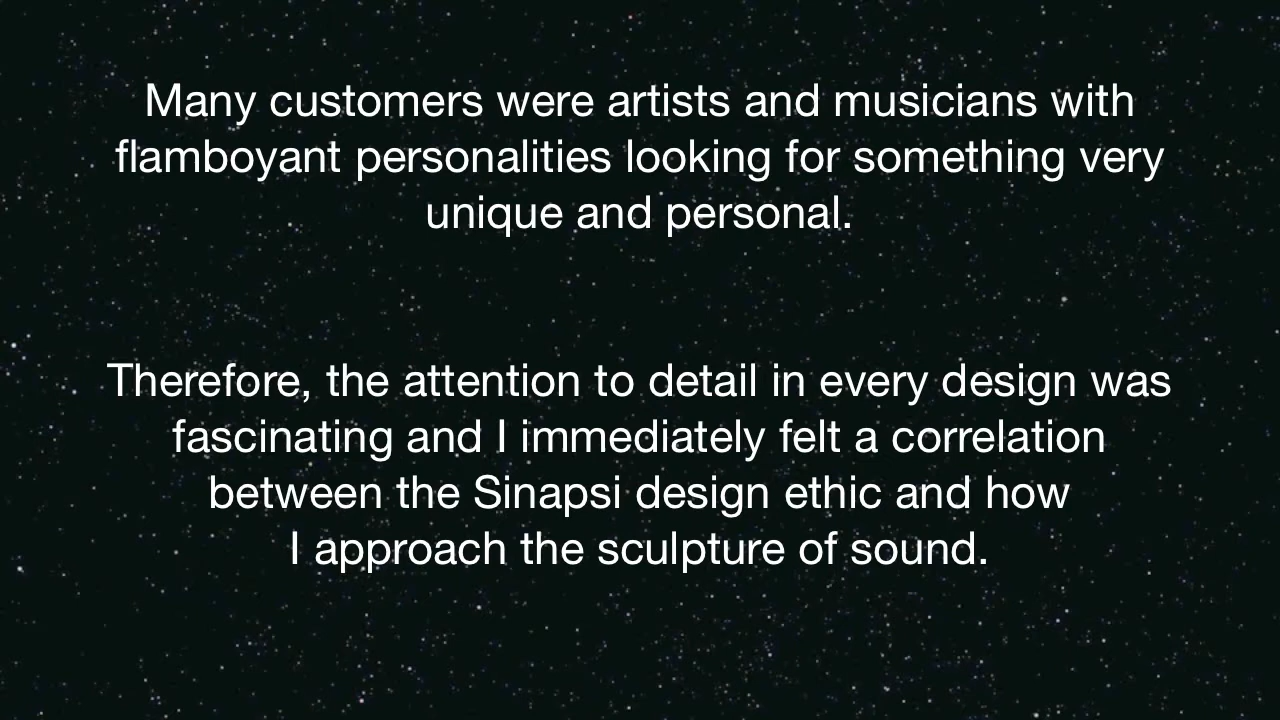 Many customers were artists and musicians with
flamboyant personalities looking for something very
unique and personal.
Therefore, the attention to detail in every design was
fascinating and I immediately felt a correlation
between the Sinapsi design ethic and how
I approach the sculpture of sound.